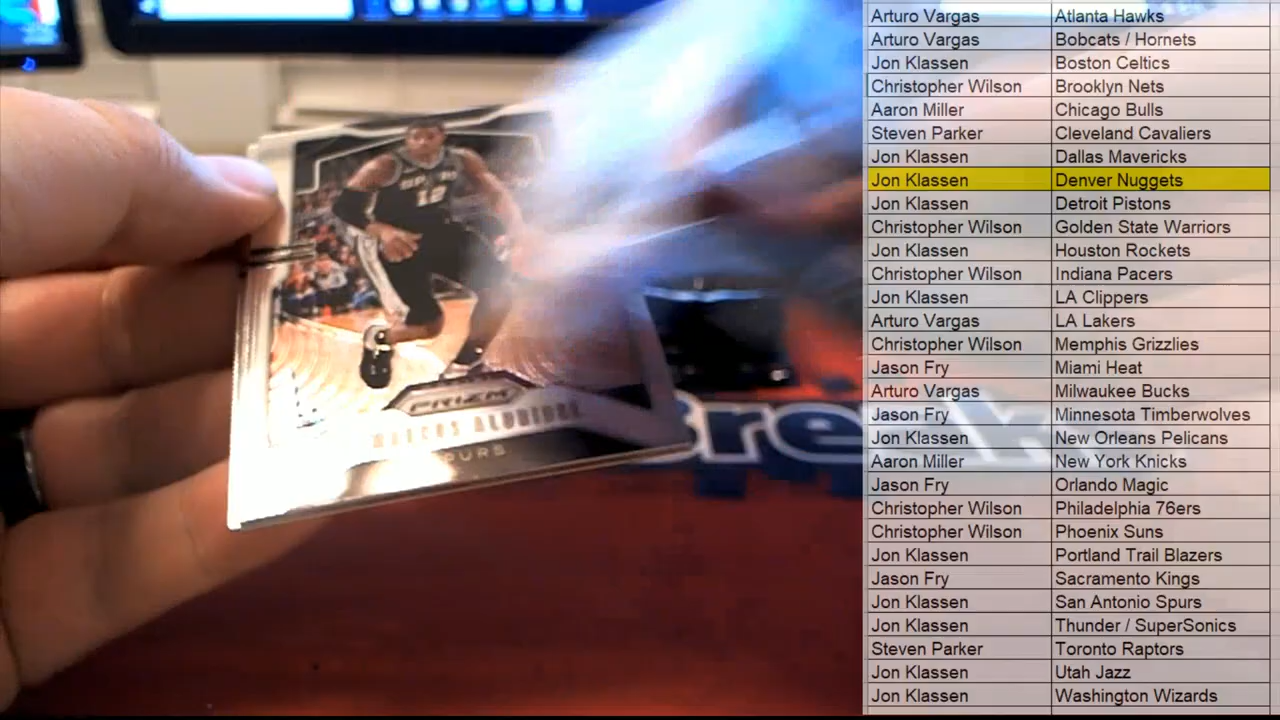 Arturo Vargas Atlanta Hawks
Arturo Vargas Bobcats / Hornets
Jon Klassen Boston Celtics
Christopher Wilson Brooklyn Nets
Aaron Miller Chicago Bulls
Steven Parker Cleveland Cavaliers
Jon Klassen Dallas Mavericks
Jon Klassen Denver Nuggets
Jon Klassen Detroit Pistons
Christopher Wilson Golden State Warriors
Jon Klassen Houston Rockets
Christopher Wilson Indiana Pacers
Jon Klassen LA Clippers
Arturo Vargas LA Lakers
Christopher Wilson Memphis Grizzlies
Jason Fry Miami Heat
Arturo Vargas Milwaukee Bucks
Jason Fry Minnesota Timberwolves
Jon Klassen New Orleans Pelicans
Aaron Miller New York Knicks
Jason Fry Orlando Magic
Christopher Wilson Philadelphia 76ers
Christopher Wilson Phoenix Suns
Jon Klassen Portland Trail Blazers
Jason Fry Sacramento Kings
Jon Klassen San Antonio Spurs
Jon Klassen Thunder / SuperSonics
Steven Parker Toronto Raptors
Jon Klassen Utah Jazz
Jon Klassen Washington Wizards
12
PRIZM
ALDRIDGE